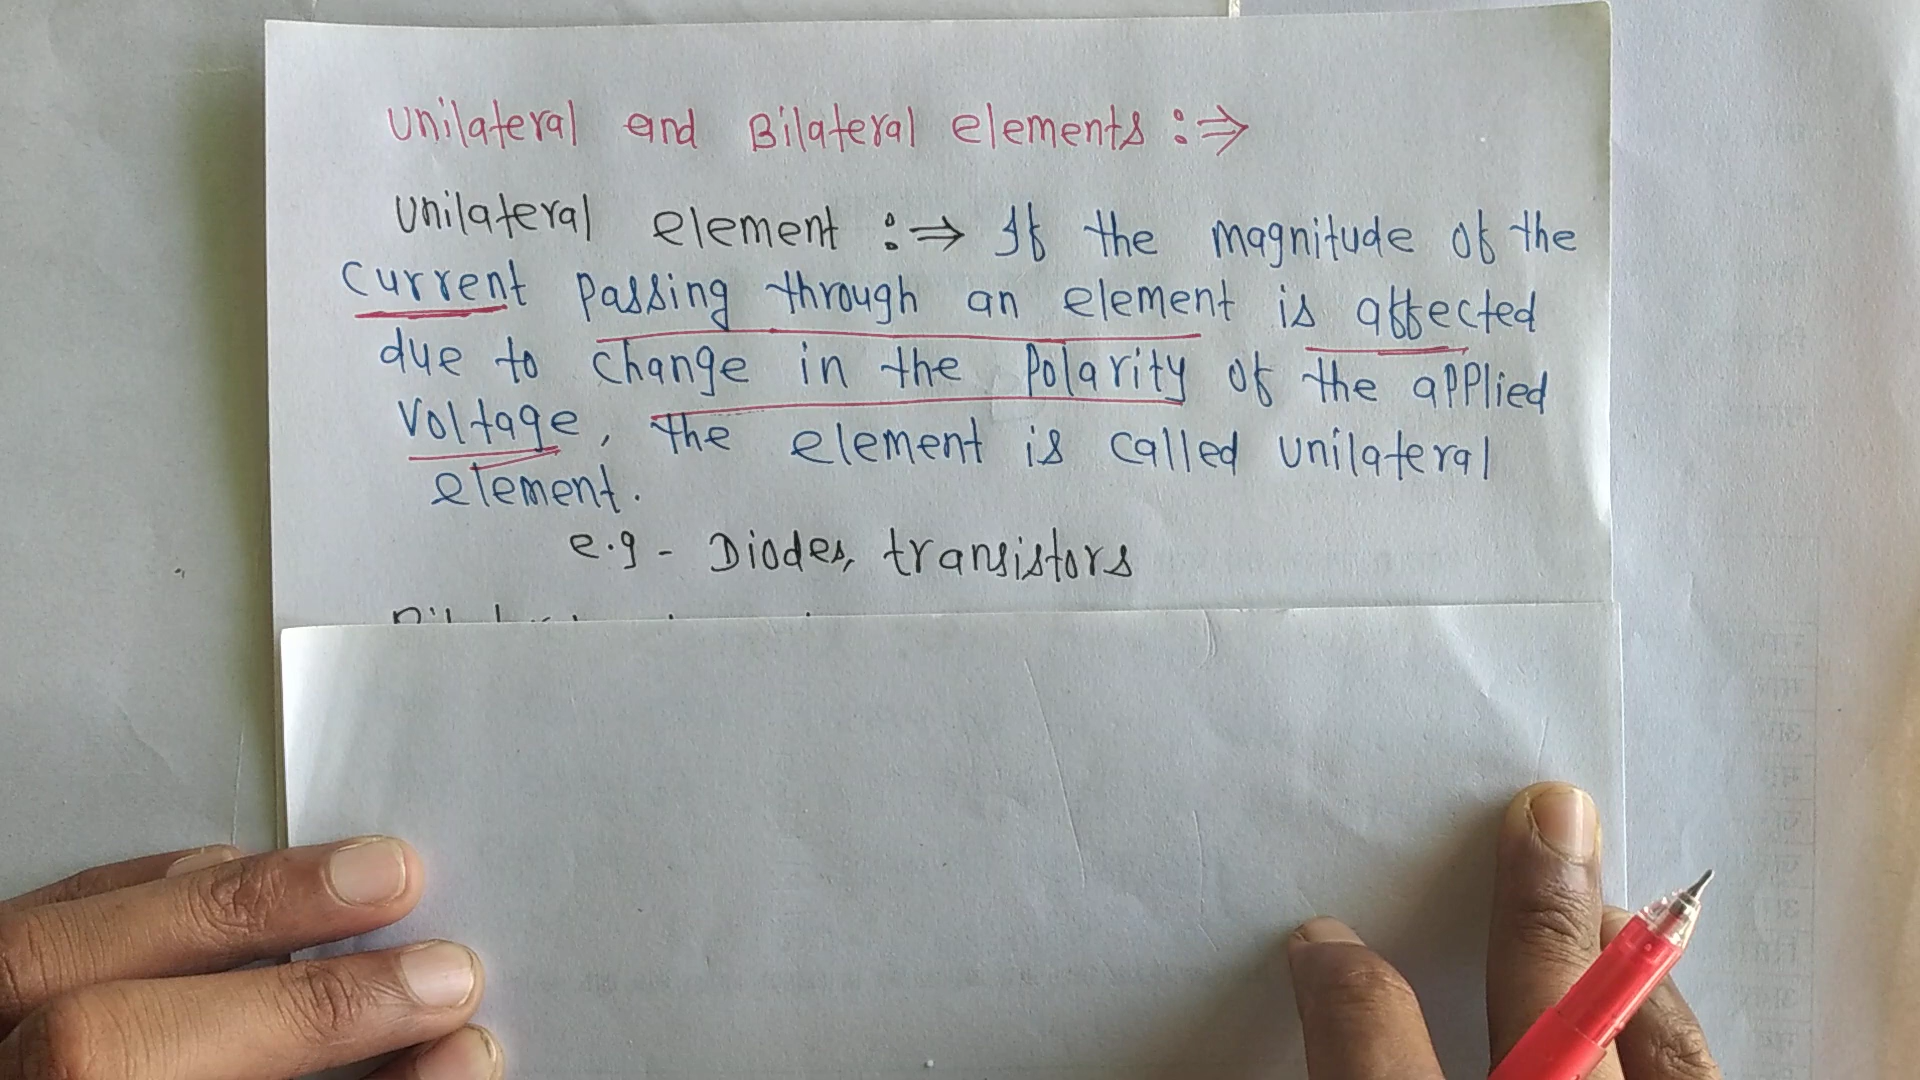 Unilateral and Bilateral elements :⇒
Unilateral element :⇒ If the magnitude of the
current passing through an element is affected
due to change in the polarity of the applied
voltage, the element is called unilateral
element.
e.g - Diodes, transistors